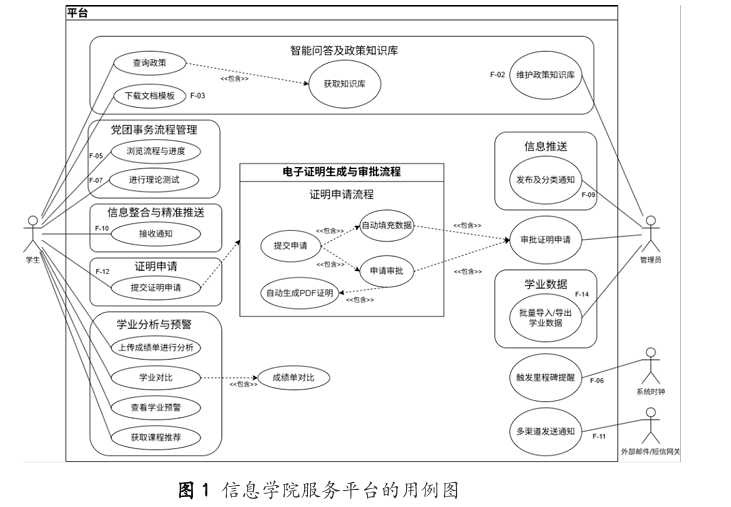 平台
智能问答及政策知识库
查询政策
<<包含>>
获取知识库
F-02
维护政策知识库
下载文档模板
F-03
党团事务流程管理
F-05
浏览流程与进度
F-07
进行理论测试
信息推送
发布及分类通知
F-09
电子证明生成与审批流程
证明申请流程
信息整合与精准推送
F-10
接收通知
自动填充数据
<<包含>>
<<包含>>
提交申请
审批证明申请
学生
管理员
证明申请
F-12
提交证明申请
<<包含>>
申请审批
<<包含>>
自动生成PDF证明
<<包含>>
学业数据
F-14
批量导入/导出
学业数据
学业分析与预警
上传成绩单进行分析
学业对比
<<包含>>
成绩单对比
触发里程碑提醒
F-06
系统时钟
查看学业预警
获取课程推荐
多渠道发送通知
F-11
外部邮件/短信网关
图1 信息学院服务平台的用例图